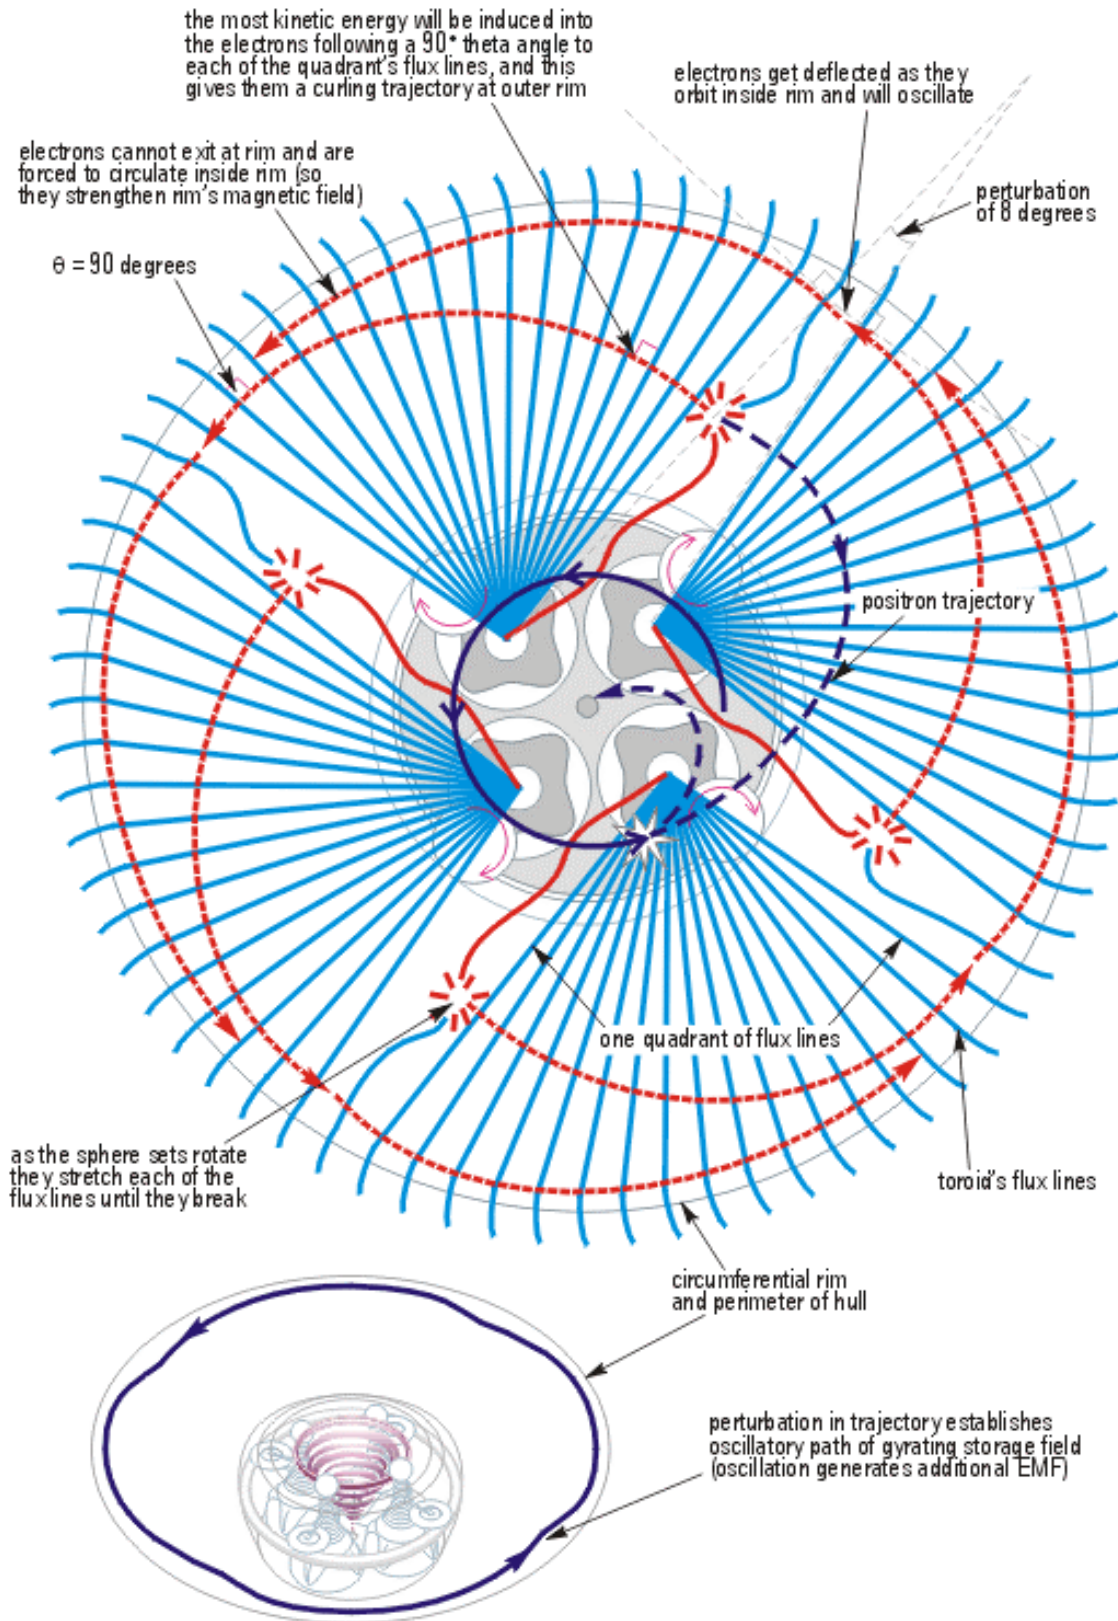 the most kinetic energy will be induced into
the electrons following a 90° theta angle to
each of the quadrant's flux lines, and this
gives them a curling trajectory at outer rim
electrons get deflected as they
orbit inside rim and will oscillate
electrons cannot exit at rim and are
forced to circulate inside rim (so
they strengthen rim's magnetic field)
perturbation
of 8 degrees
θ = 90 degrees
positron trajectory
one quadrant of flux lines
as the sphere sets rotate
they stretch each of the
flux lines until they break
toroid's flux lines
circumferential rim
and perimeter of hull
perturbation in trajectory establishes
oscillatory path of gyrating storage field
(oscillation generates additional EMF)